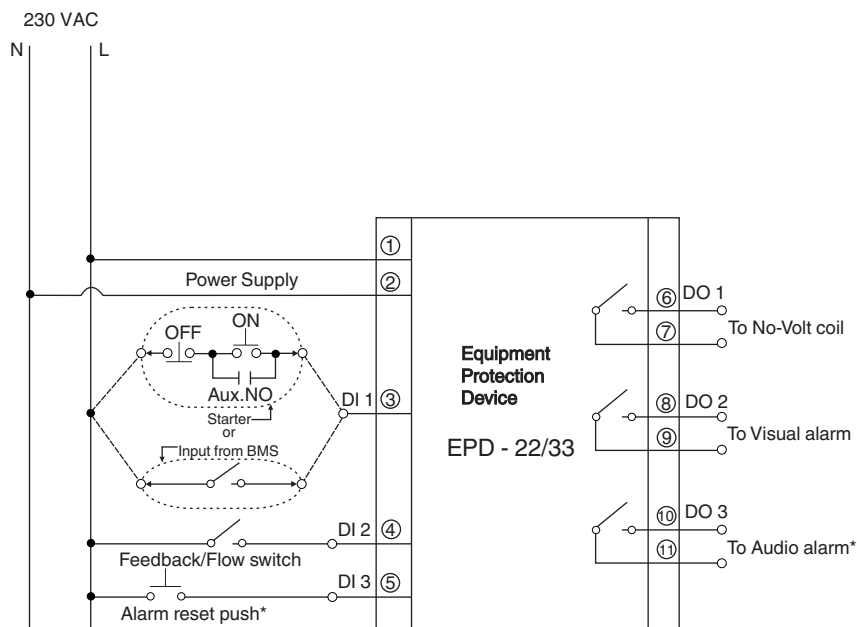 230 VAC
N
L
①
Power Supply
②
OFF
ON
Aux.NO
DI 1
③
Starter
or
Input from BMS
DI 2
④
Feedback/Flow switch
DI 3
⑤
Alarm reset push*
Equipment
Protection
Device
EPD - 22/33
⑥
DO 1
⑦
To No-Volt coil
⑧
DO 2
⑨
To Visual alarm
⑩
DO 3
⑪
To Audio alarm*